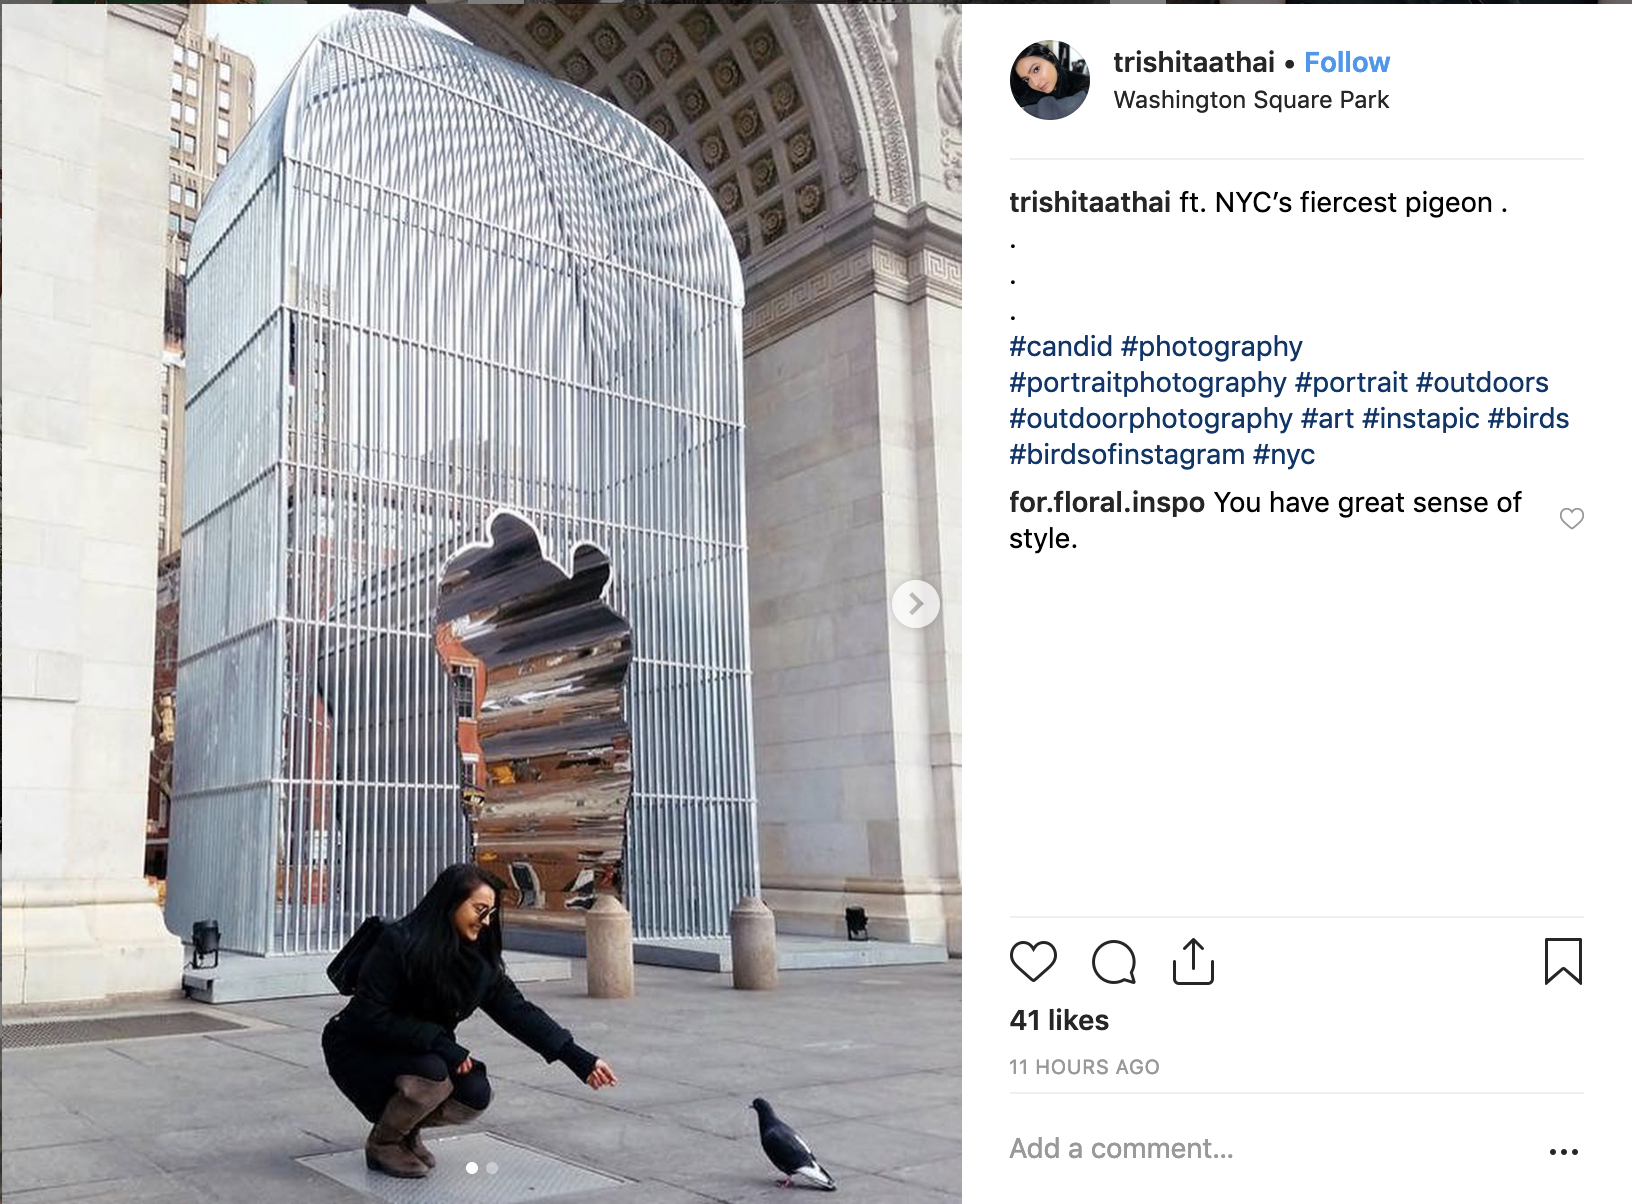 trishitaathai • Follow
Washington Square Park
trishitaathai ft. NYC’s fiercest pigeon .
.
.
.
#candid #photography
#portraitphotography #portrait #outdoors
#outdoorphotography #art #instapic #birds
#birdsofinstagram #nyc
for.floral.inspo You have great sense of
style.
41 likes
11 HOURS AGO
Add a comment...